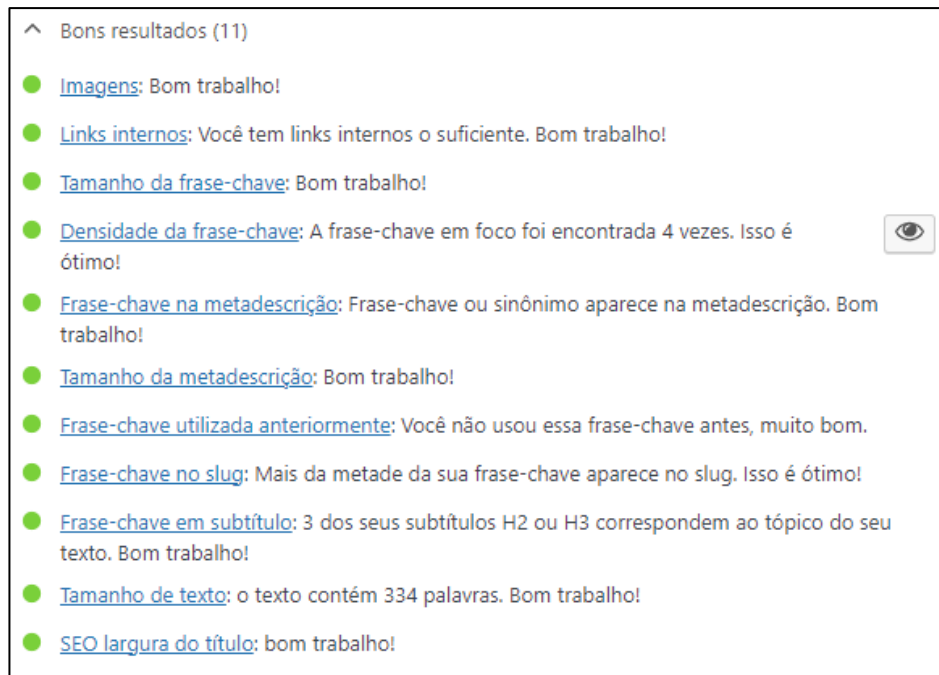 Bons resultados (11)
Imagens: Bom trabalho!
Links internos: Você tem links internos o suficiente. Bom trabalho!
Tamanho da frase-chave: Bom trabalho!
Densidade da frase-chave: A frase-chave em foco foi encontrada 4 vezes. Isso é
ótimo!
Frase-chave na metadescrição: Frase-chave ou sinônimo aparece na metadescrição. Bom
trabalho!
Tamanho da metadescrição: Bom trabalho!
Frase-chave utilizada anteriormente: Você não usou essa frase-chave antes, muito bom.
Frase-chave no slug: Mais da metade da sua frase-chave aparece no slug. Isso é ótimo!
Frase-chave em subtítulo: 3 dos seus subtítulos H2 ou H3 correspondem ao tópico do seu
texto. Bom trabalho!
Tamanho de texto: o texto contém 334 palavras. Bom trabalho!
SEO largura do título: bom trabalho!